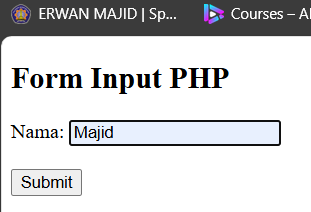 ERWAN MAJID | Sp... Courses – A
Form Input PHP
Nama: Majid
Submit